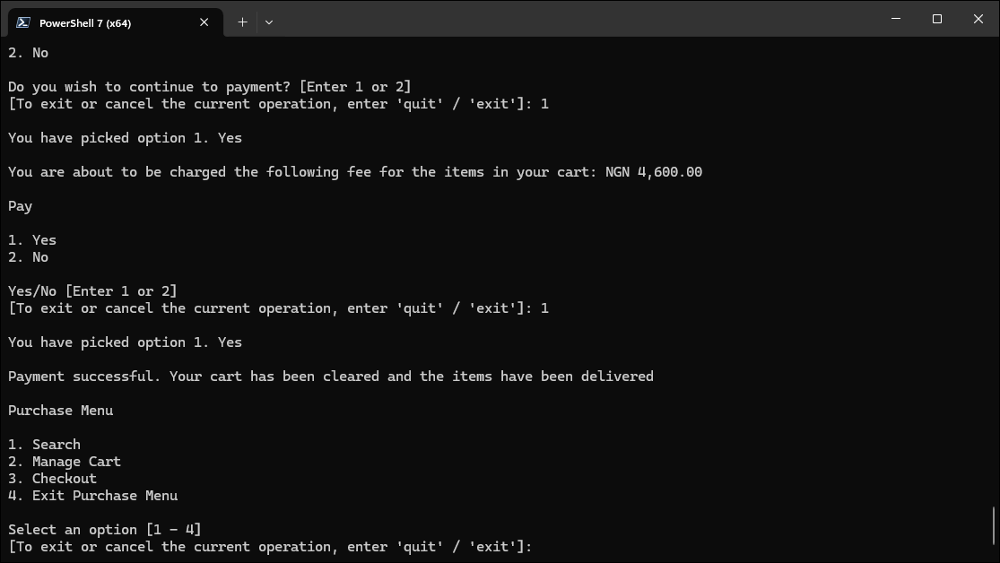 PowerShell 7 (x64)
2. No
Do you wish to continue to payment? [Enter 1 or 2]
[To exit or cancel the current operation, enter 'quit' / 'exit']: 1
You have picked option 1. Yes
You are about to be charged the following fee for the items in your cart: NGN 4,600.00
Pay
1. Yes
2. No
Yes/No [Enter 1 or 2]
[To exit or cancel the current operation, enter 'quit' / 'exit']: 1
You have picked option 1. Yes
Payment successful. Your cart has been cleared and the items have been delivered
Purchase Menu
1. Search
2. Manage Cart
3. Checkout
4. Exit Purchase Menu
Select an option [1 - 4]
[To exit or cancel the current operation, enter 'quit' / 'exit']: